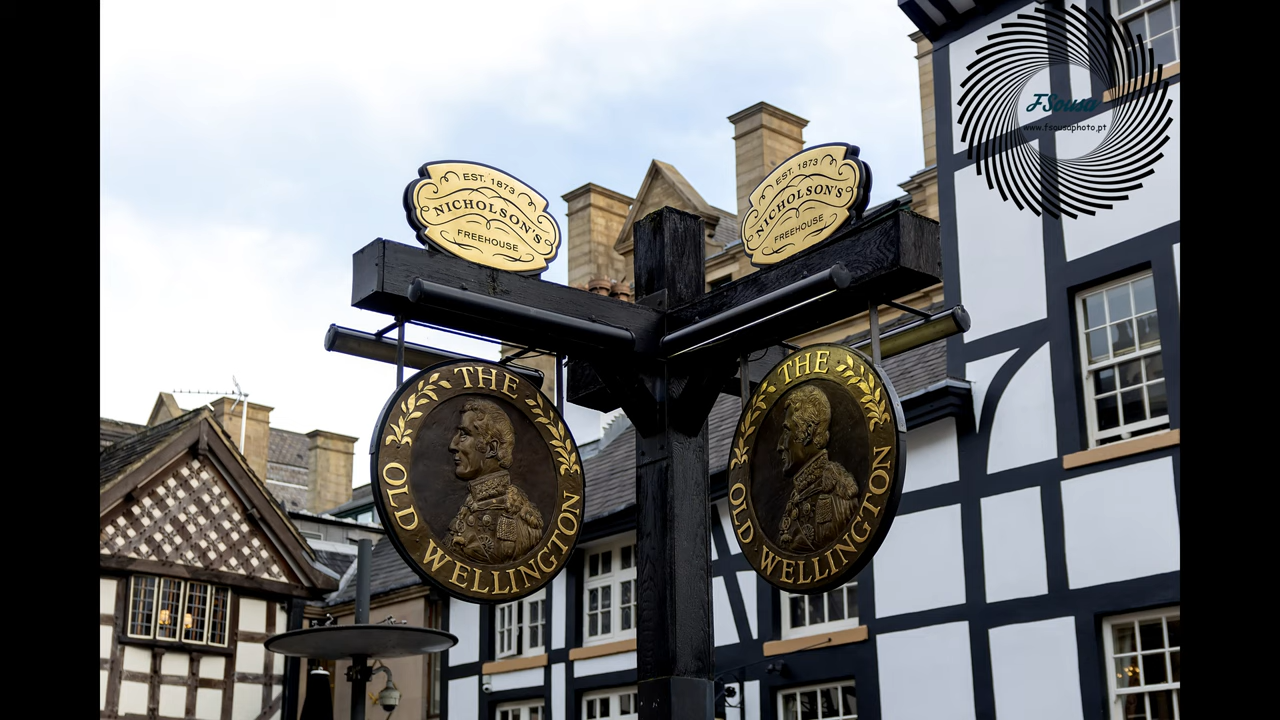 FSousa
www.fsousaphoto.pt
EST. 1873
NICHOLSON'S
FREEHOUSE
EST. 1873
NICHOLSON'S
FREEHOUSE
THE
OLD WELLINGTON
THE
OLD WELLINGTON